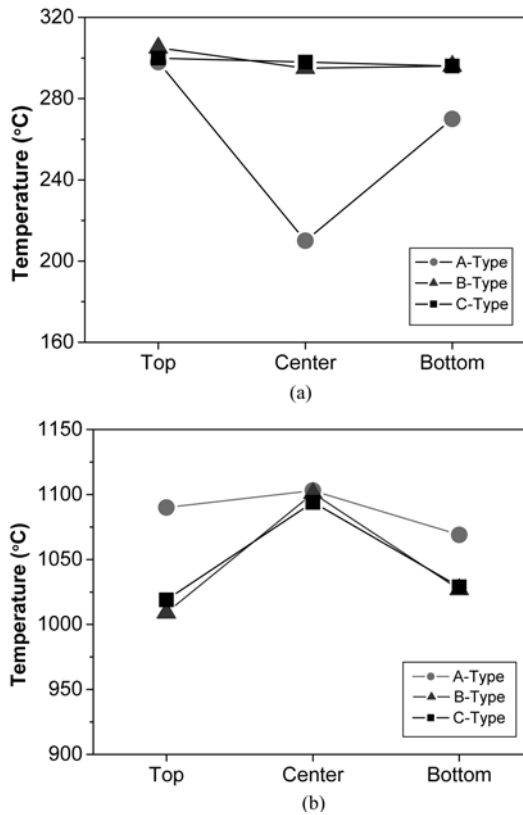 320
280
240
200
160
Temperature (°C)
A-Type
B-Type
C-Type
Top Center Bottom
(a)
1150
1100
1050
1000
950
900
Temperature (°C)
A-Type
B-Type
C-Type
Top Center Bottom
(b)